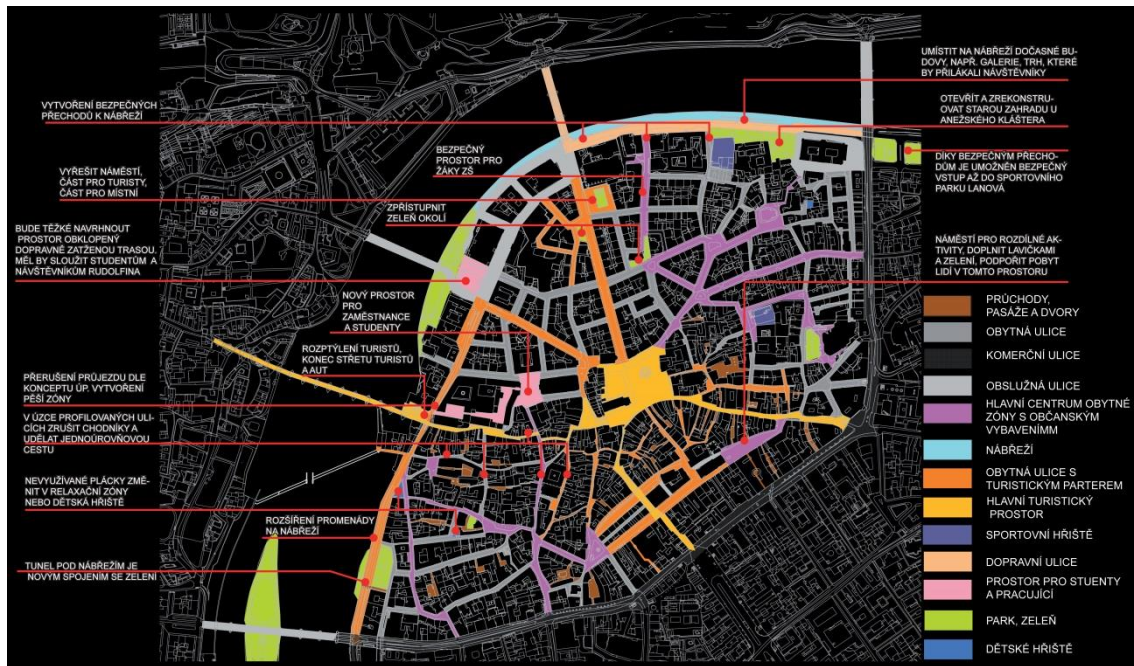 VYTVOŘENÍ BEZPEČNÝCH
PŘECHODŮ K NÁBŘEŽÍ
VYŘEŠIT NÁMĚSTÍ,
ČÁST PRO TURISTY,
ČÁST PRO MÍSTNÍ
BUDE TĚŽKÉ NAVRHNOUT
PROSTOR OBKLOPENÝ
DOPRAVNĚ ZATŽENOU TRASOU,
MĚL BY SLOUŽIT STUDENTŮM A
NÁVŠTĚVNÍKŮM RUDOLFINA
PŘERUŠENÍ PRŮJEZDU DLE
KONCEPTU ÚP. VYTVOŘENÍ
PĚŠÍ ZÓNY
V ÚZCE PROFILOVANÝCH ULI-
CÍCH ZRUŠIT CHODNÍKY A
UDĚLAT JEDNOÚROVŇOVOU
CESTU
NEVYUŽÍVANÉ PLÁCKY ZMĚ-
NIT V RELAXAČNÍ ZÓNY
NEBO DĚTSKÁ HŘIŠTĚ
TUNEL POD NÁBŘEŽÍM JE
NOVÝM SPOJENÍM SE ZELENÍ
BEZPEČNÝ
PROSTOR PRO
ŽÁKY ZŠ
ZPŘÍSTUPNIT
ZELEŇ OKOLÍ
NOVÝ PROSTOR
PRO
ZAMĚSTNANCE
A STUDENTY
ROZPTÝLENÍ TURISTŮ,
KONEC STŘETU TURISTŮ
A AUT
ROZŠÍŘENÍ PROMENÁDY
NA NÁBŘEŽÍ
UMÍSTIT NA NÁBŘEŽÍ DOČASNÉ BU-
DOVY, NAPŘ. GALERIE, TRH, KTERÉ
BY PŘILÁKALI NÁVŠTĚVNÍKY
OTEVŘÍT A ZREKONSTRU-
OVAT STAROU ZAHRADU U
ANEŽSKÉHO KLÁŠTERA
DÍKY BEZPEČNÝM PŘECHO-
DŮM JE UMOŽNĚN BEZPEČNÝ
VSTUP AŽ DO SPORTOVNÍHO
PARKU LANOVÁ
NÁMĚSTÍ PRO ROZDÍLNÉ AK-
TIVITY, DOPLNIT LAVIČKAMI
A ZELENÍ, PODPOŘIT POBYT
LIDÍ V TOMTO PROSTORU
PRŮCHODY,
PASÁŽE A DVORY
OBYTNÁ ULICE
KOMERČNÍ ULICE
OBSLUŽNÁ ULICE
HLAVNÍ CENTRUM OBYTNÉ
ZÓNY S OBČANSKÝM
VYBAVENÍMM
NÁBŘEŽÍ
OBYTNÁ ULICE S
TURISTICKÝM PARTEREM
HLAVNÍ TURISTICKÝ
PROSTOR
SPORTOVNÍ HŘIŠTĚ
DOPRAVNÍ ULICE
PROSTOR PRO STUENTY
A PRACUJÍCÍ
PARK, ZELEŇ
DĚTSKÉ HŘIŠTĚ